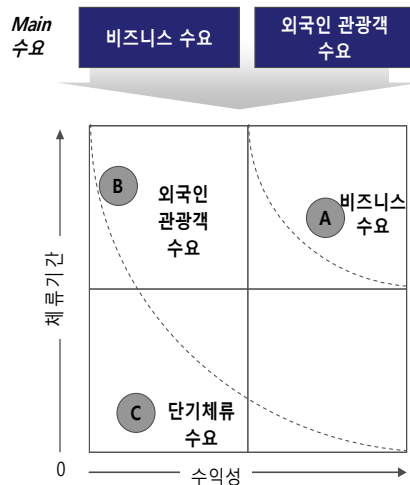 Main
수요
비즈니스 수요
외국인 관광객
수요
B
외국인
관광객
수요
A
비즈니스
수요
체류기간
C
단기체류
수요
0
수익성